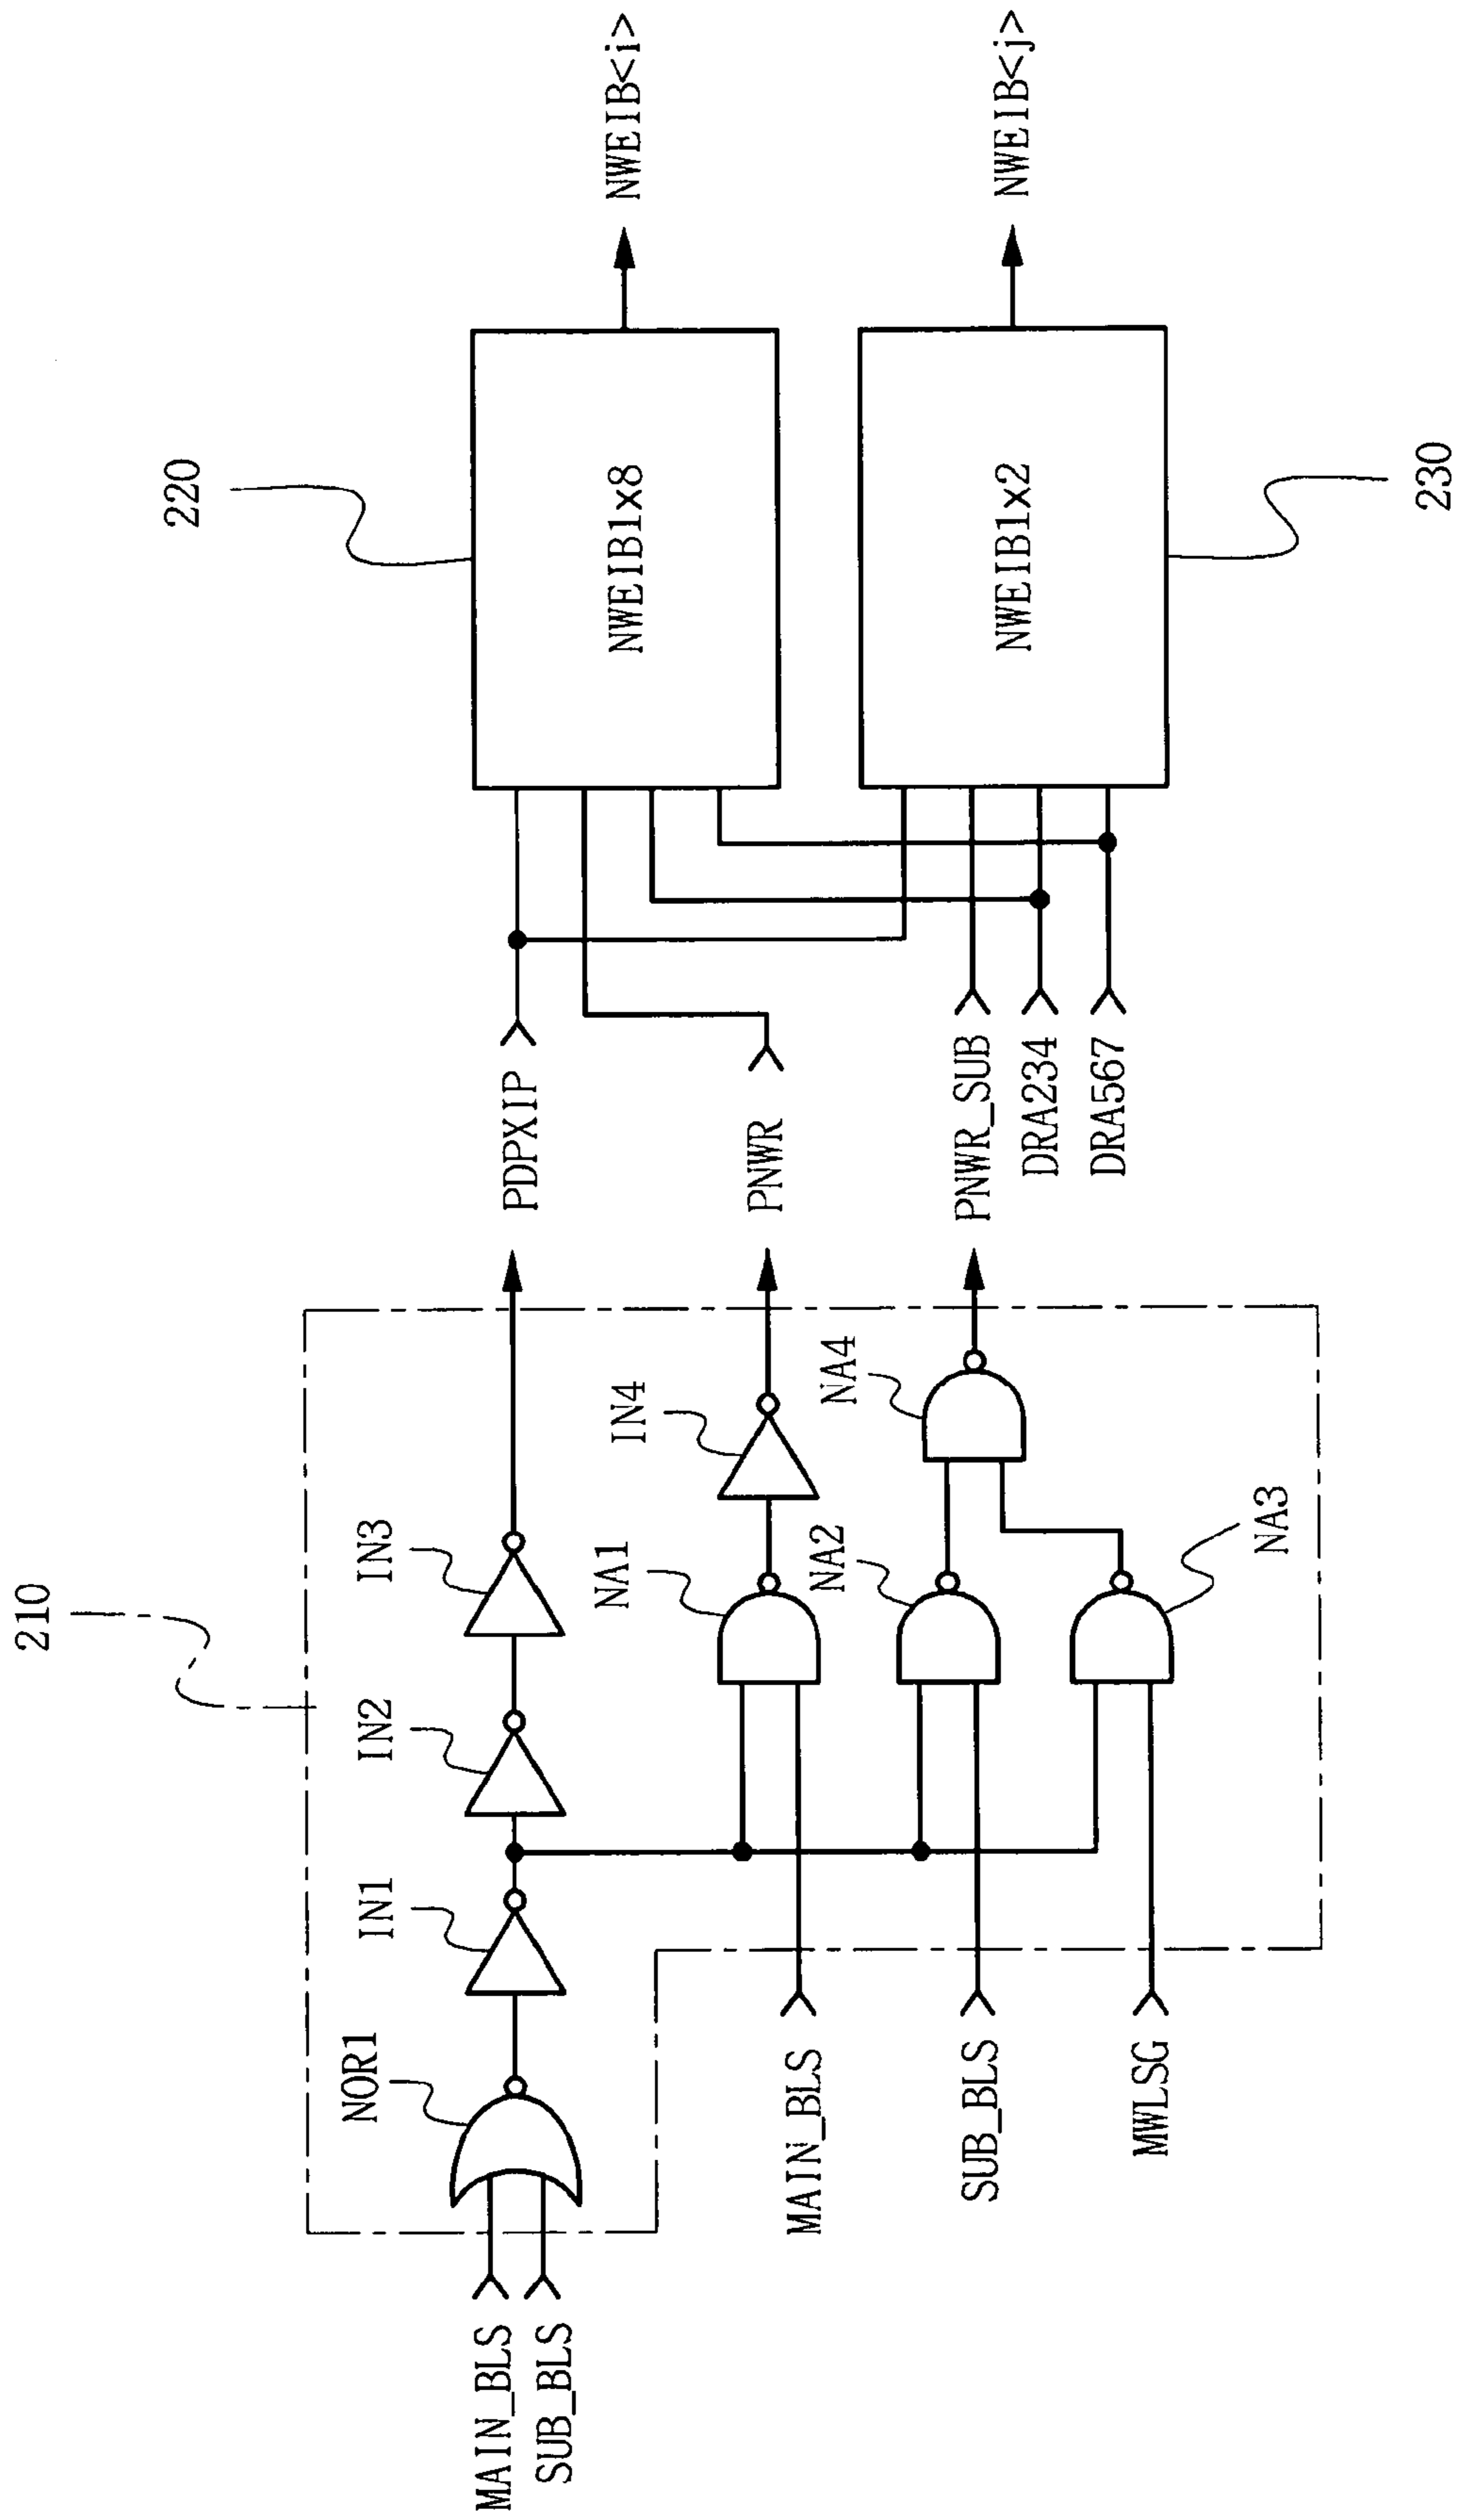 210
NOR1
IN1
IN2
IN3
MAIN_BLS
SUB_BLS
NA1
IN4
MAIN_BLS
NA2
NA4
SUB_BLS
NA3
MWLSG
PDPXIP
PNWR
PNWR_SUB
DRA234
DRA567
220
NWEIB1x8
NWEIB<i>
NWEIB1x2
NWEIB<j>
230